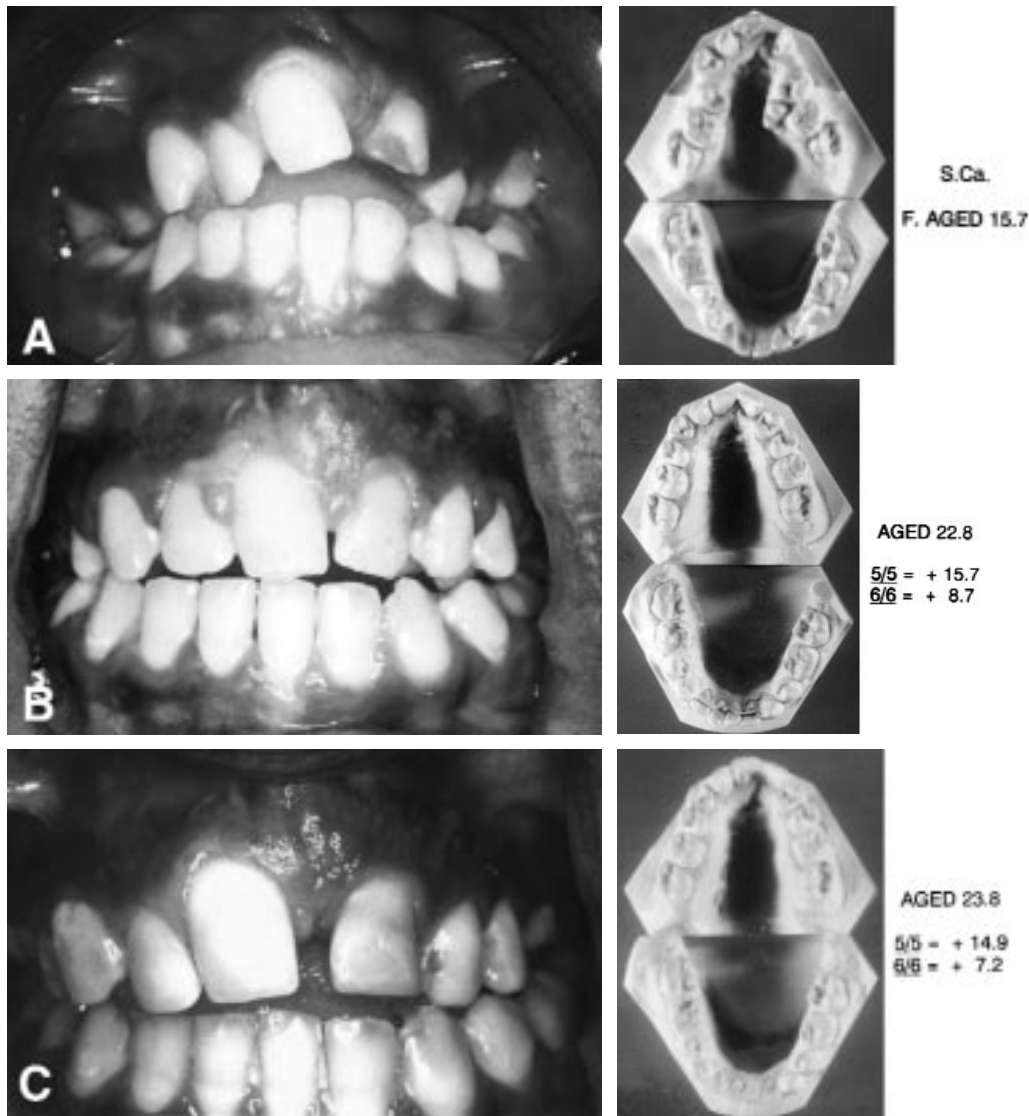 A
S.Ca.
F. AGED 15.7
B
AGED 22.8
5/5 = + 15.7
6/6 = + 8.7
C
AGED 23.8
5/5 = + 14.9
6/6 = + 7.2